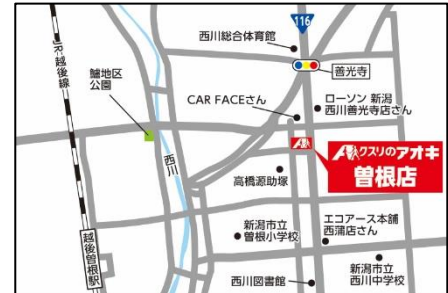 116
西川総合体育館
善光寺
JR越後線
鱸地区
公園
CAR FACEさん
ローソン 新潟
西川善光寺店さん
クスリのアオキ
曽根店
西川
高橋源助塚
越後曽根駅
新潟市立
曽根小学校
エコアース本舗
西蒲店さん
西川図書館
新潟市立
西川中学校